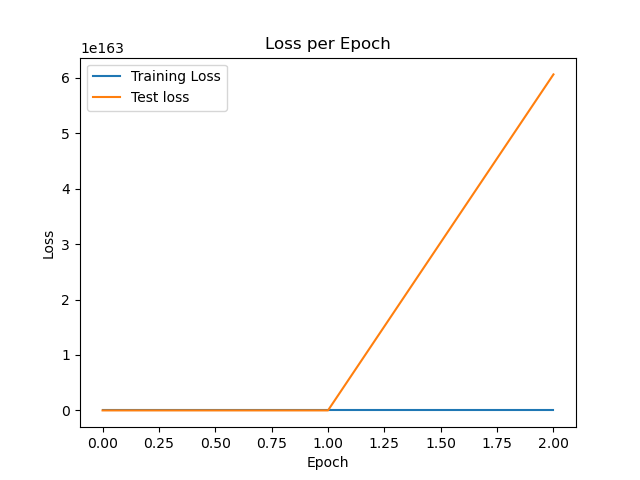 Loss per Epoch
1e163
Training Loss
Test loss
6
5
4
3
2
1
0
Loss
0.00 0.25 0.50 0.75 1.00 1.25 1.50 1.75 2.00
Epoch